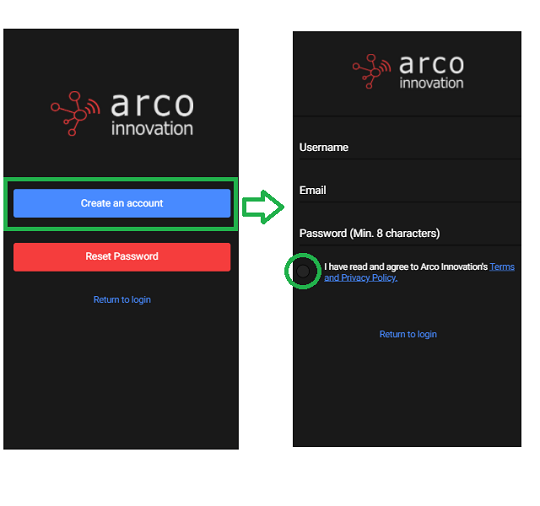 arco
innovation
Create an account
Reset Password
Return to login
arco
innovation
Username
Email
Password (Min. 8 characters)
I have read and agree to Arco Innovation's Terms
and Privacy Policy.
Return to login